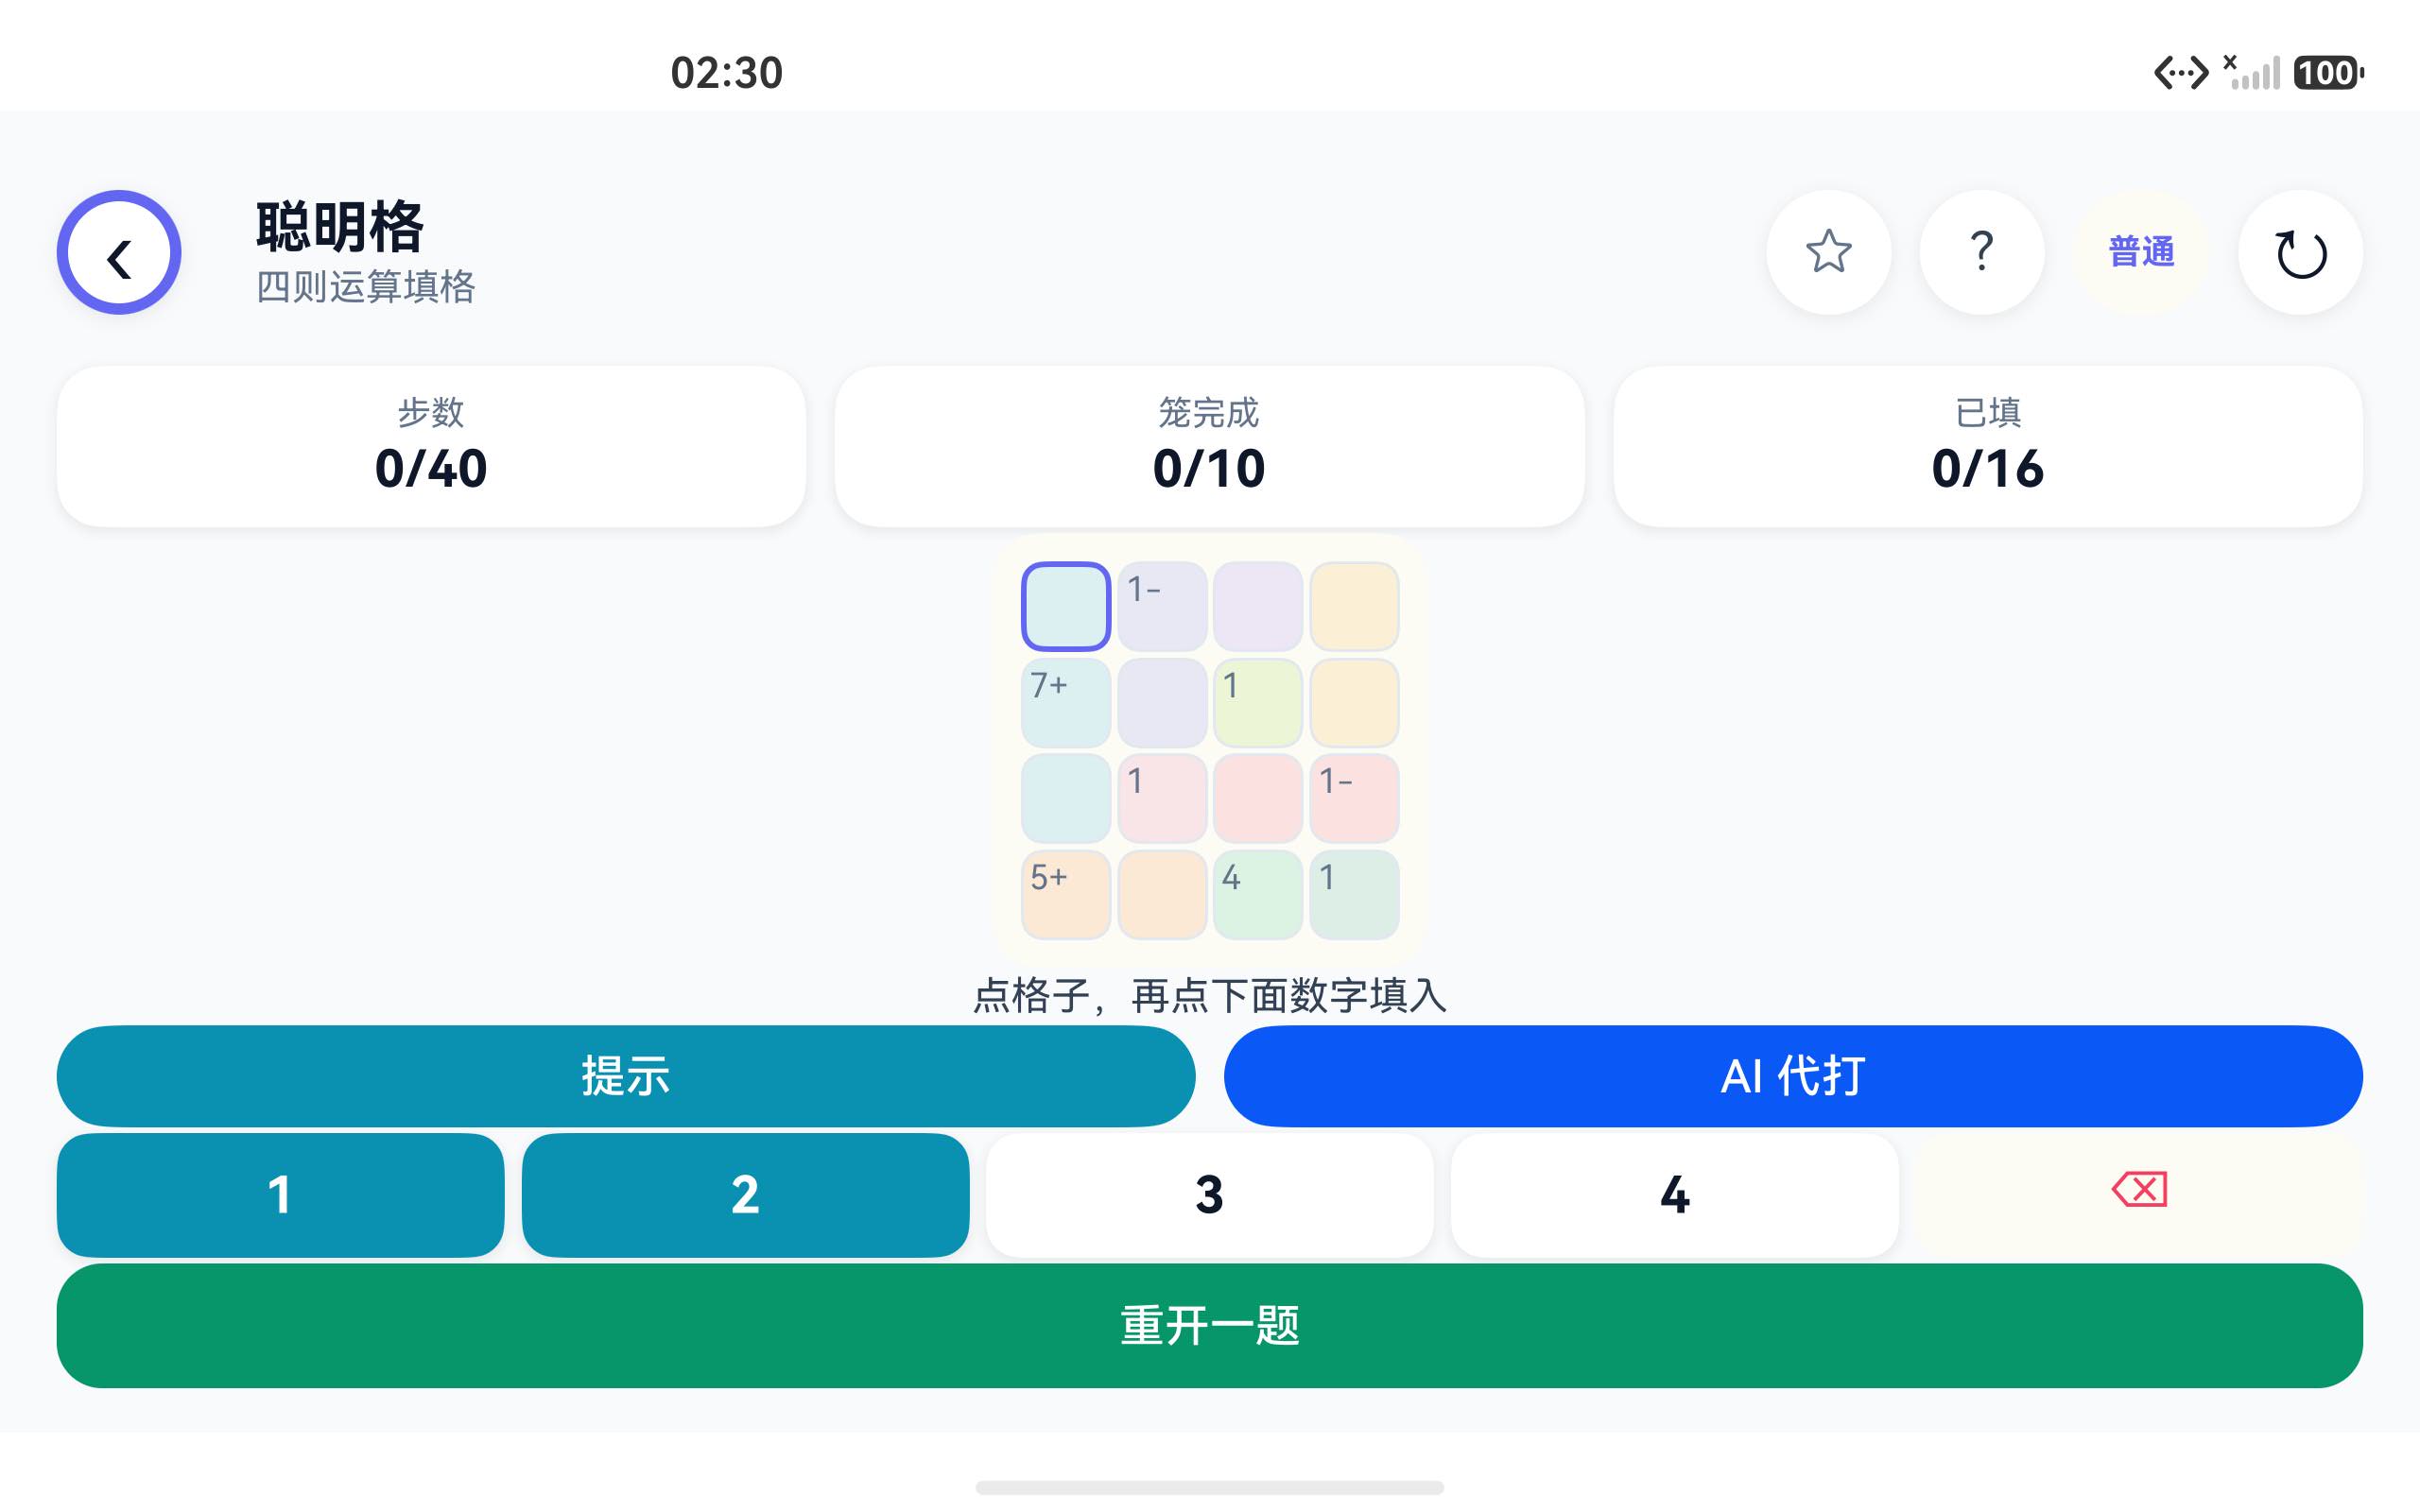 02:30
100
聪明格
四则运算填格
?
普通
步数
0/40
笼完成
0/10
已填
0/16
1-
7+
1
1
1-
5+
4
1
点格子，再点下面数字填入
提示
AI 代打
1
2
3
4
重开一题